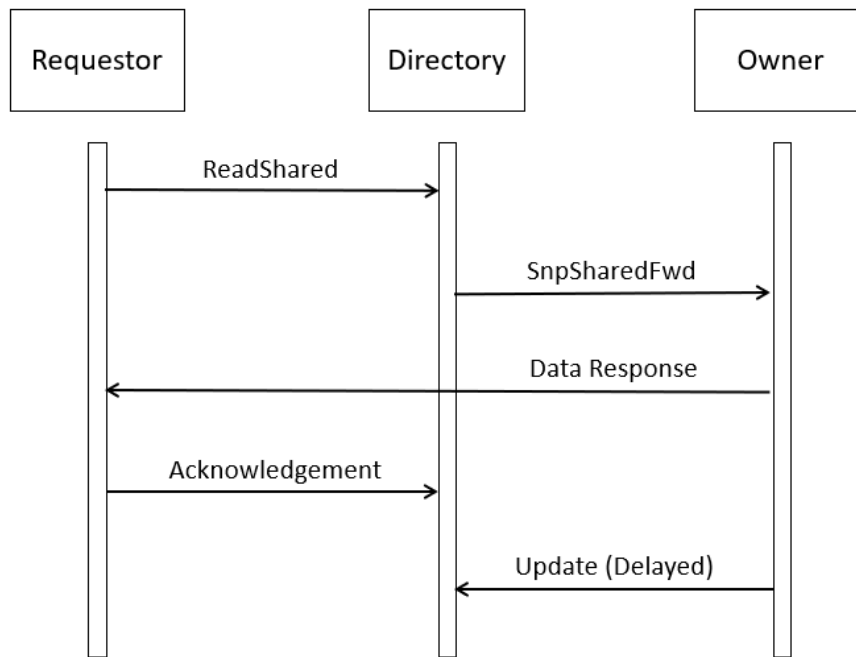 Requestor
Directory
Owner
ReadShared
SnpSharedFwd
Data Response
Acknowledgement
Update (Delayed)